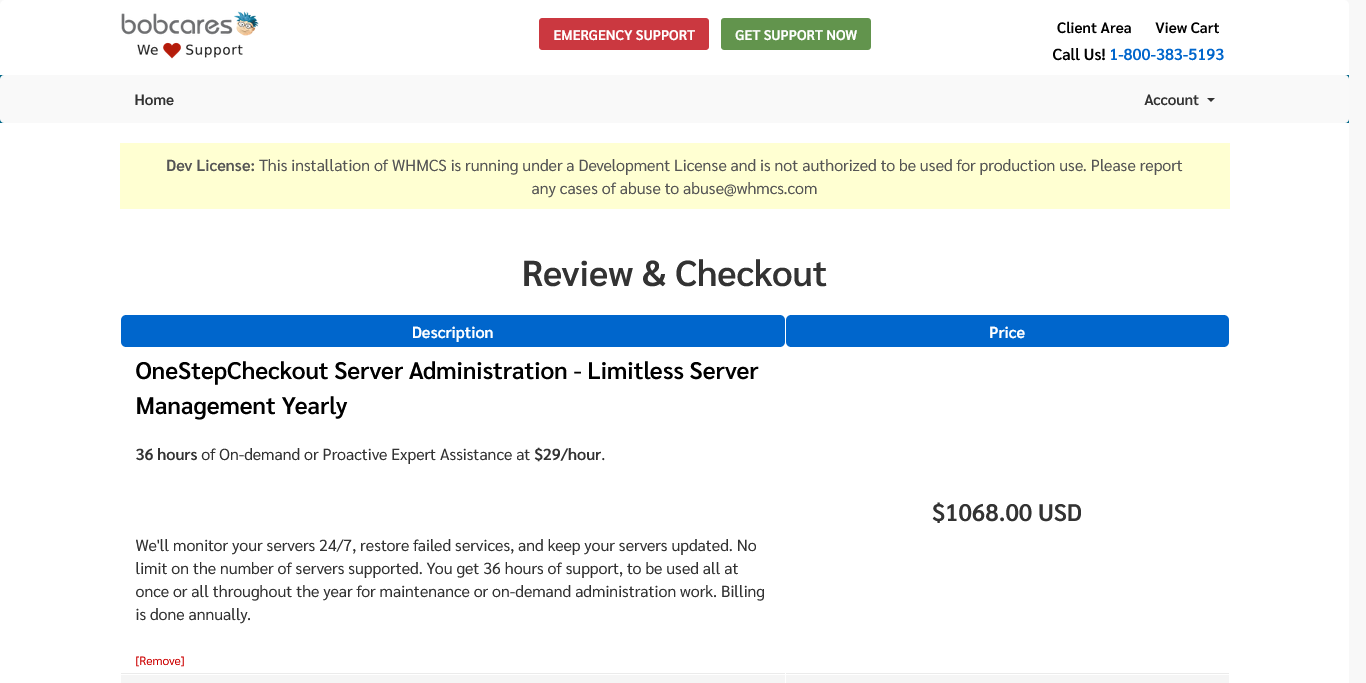 bobcares
We Support
EMERGENCY SUPPORT
GET SUPPORT NOW
Client Area View Cart
Call Us! 1-800-383-5193
Home
Account
Dev License: This installation of WHMCS is running under a Development License and is not authorized to be used for production use. Please report
any cases of abuse to abuse@whmcs.com
Review & Checkout
Description
Price
OneStepCheckout Server Administration - Limitless Server
Management Yearly
36 hours of On-demand or Proactive Expert Assistance at $29/hour.
$1068.00 USD
We'll monitor your servers 24/7, restore failed services, and keep your servers updated. No
limit on the number of servers supported. You get 36 hours of support, to be used all at
once or all throughout the year for maintenance or on-demand administration work. Billing
is done annually.
[Remove]